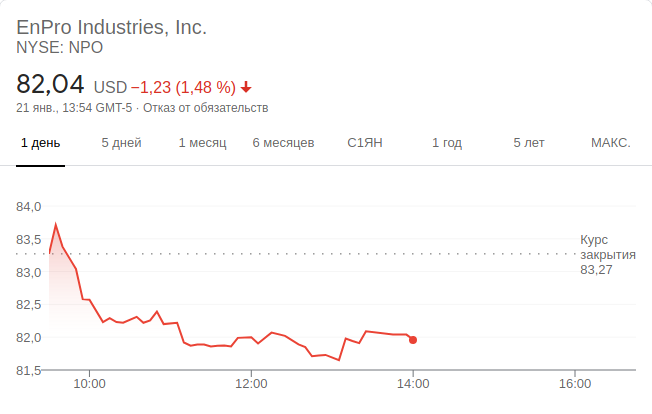 EnPro Industries, Inc.
NYSE: NPO
82,04 USD −1,23 (1,48 %)
21 янв., 13:54 GMT-5 · Отказ от обязательств
1 день 5 дней 1 месяц 6 месяцев С1ЯН 1 год 5 лет МАКС.
84,0
83,5
83,0
82,5
82,0
81,5
Курс
закрытия
83,27
10:00 12:00 14:00 16:00